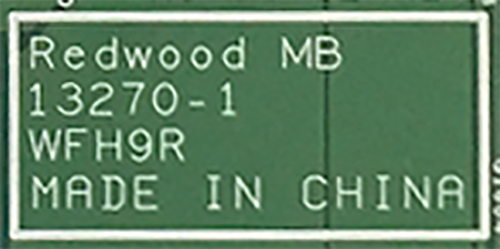 Redwood MB
13270-1
WFH9R
MADE IN CHINA